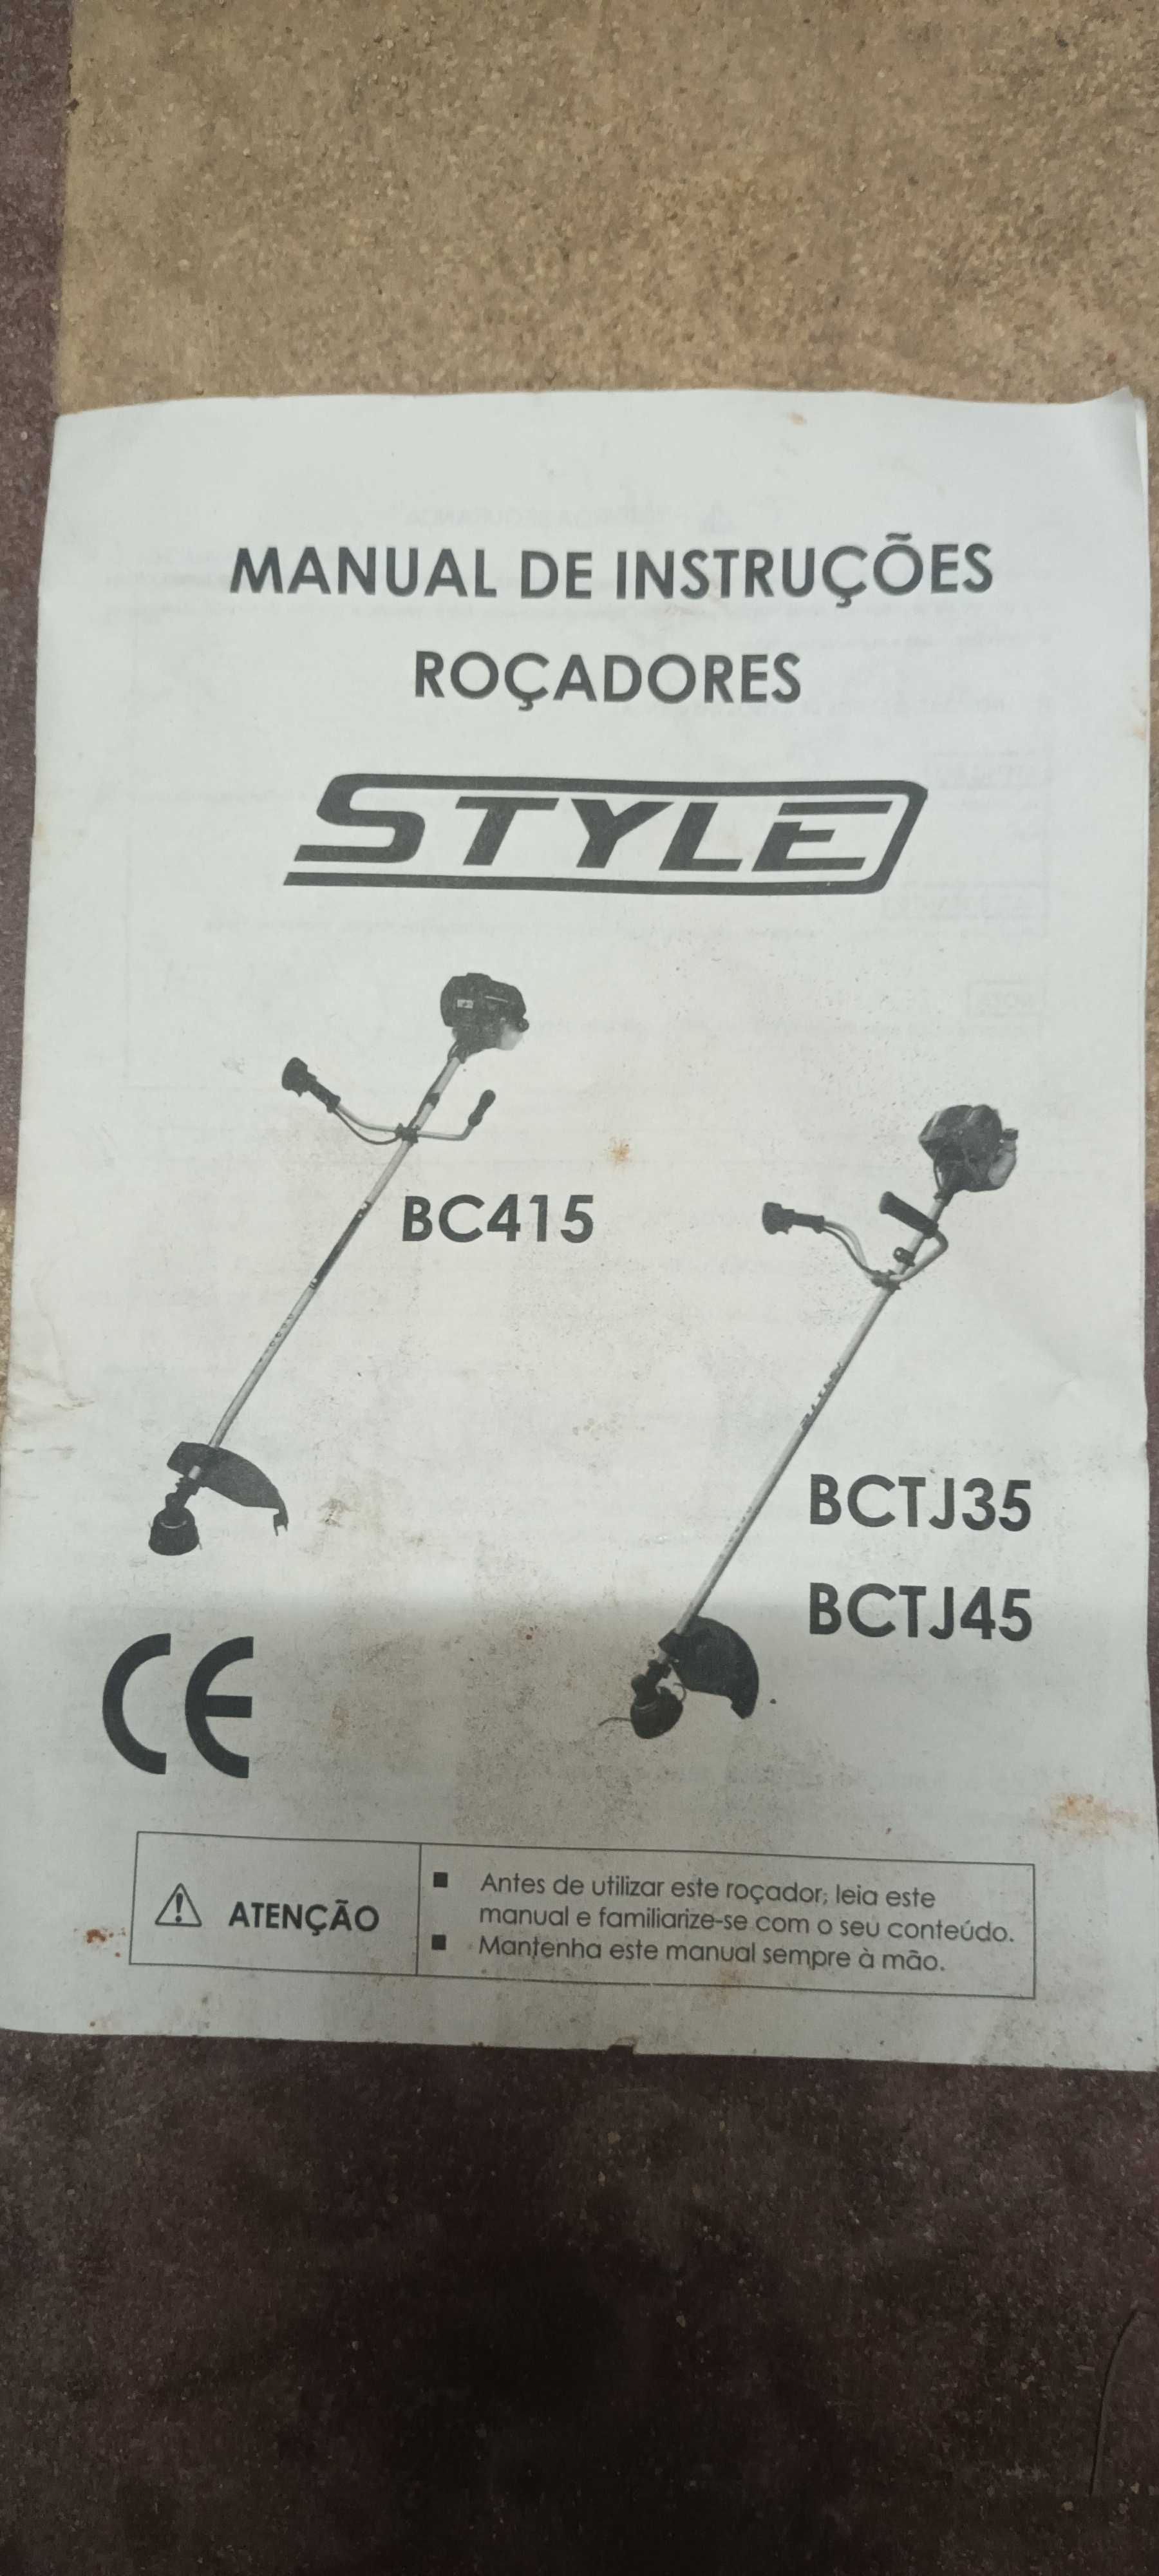 MANUAL DE INSTRUÇÕES
ROÇADORES
STYLE
BC415
BCTJ35
BCTJ45
CE
ATENÇÃO
■ Antes de utilizar este roçador, leia este
manual e familiarize-se com o seu conteúdo.
■ Mantenha este manual sempre à mão.